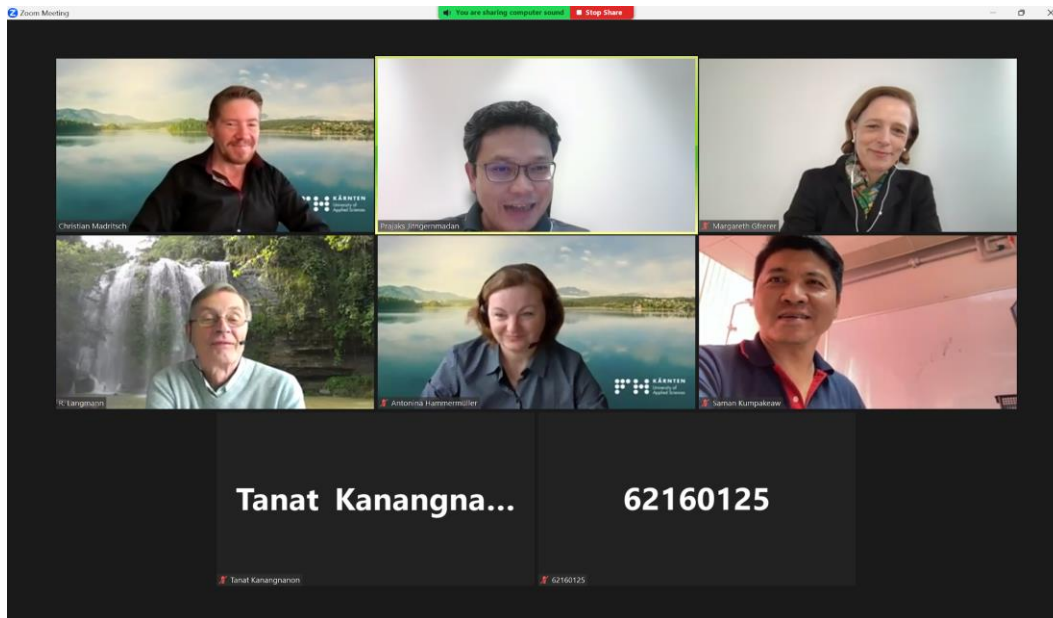 Zoom Meeting
You are sharing computer sound
Stop Share
KÄRNTEN
University of
Applied Sciences
Christian Madritsch
Prajaks Jitngernmadan
Margareth Gfrerer
R. Langmann
KÄRNTEN
University of
Applied Sciences
Antonina Hammermüller
Saman Kumpakeaw
Tanat Kanangna...
62160125
Tanat Kanangnanon
62160125